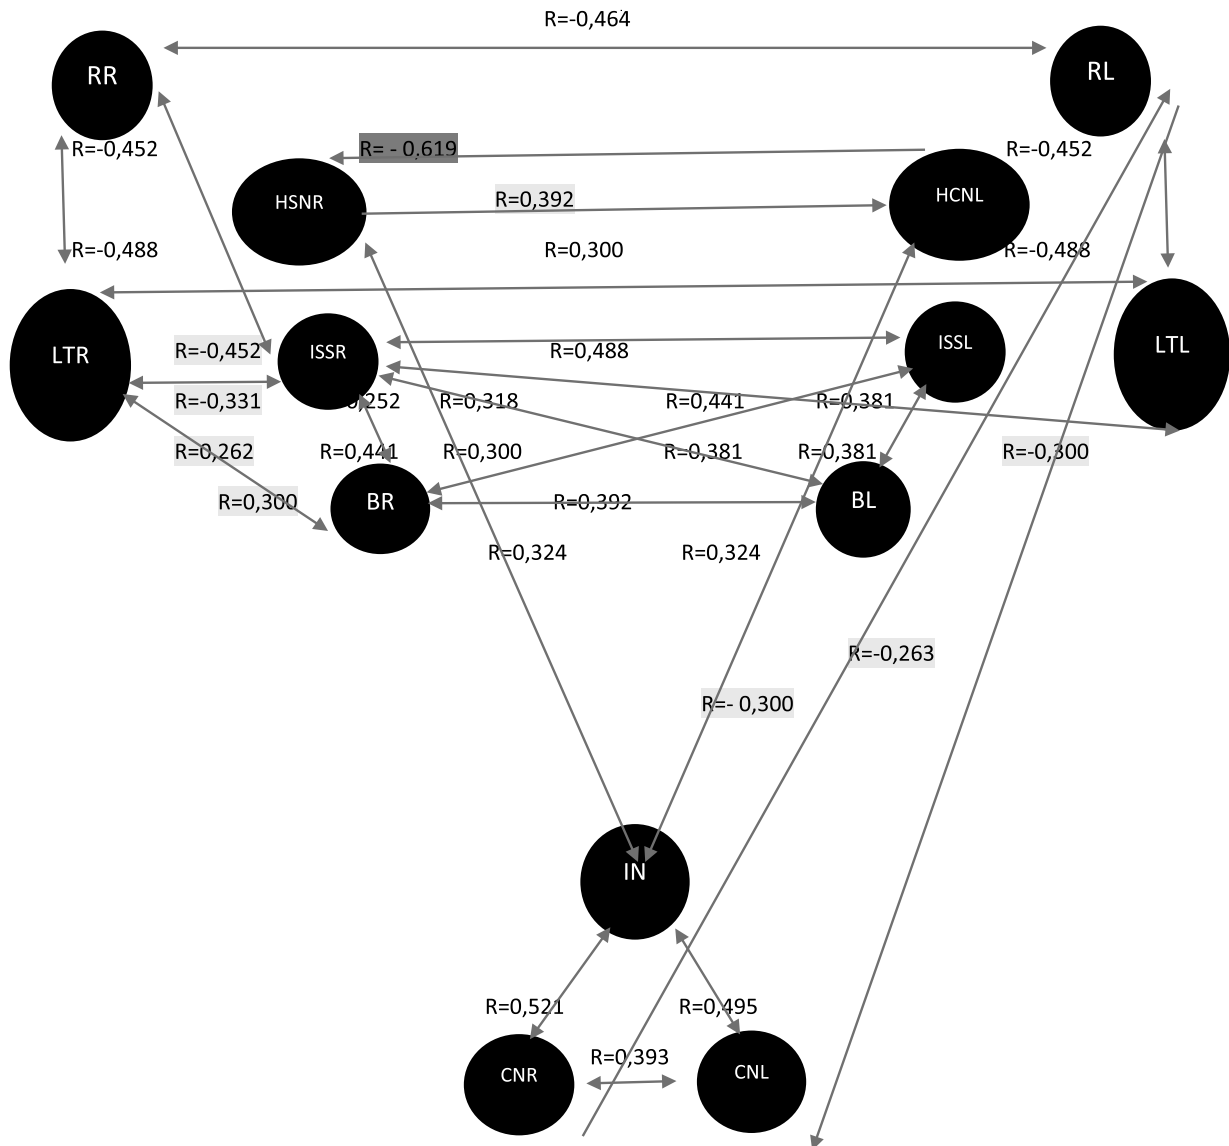 R=-0,464
RR
RL
R=-0,452
R= - 0,619
R=-0,452
HSNR
R=0,392
HCNL
R=-0,488
R=0,300
R=-0,488
LTR
R=-0,452
ISSR
R=0,488
ISSL
LTL
R=-0,331
0,252
R=0,318
R=0,441
R=0,381
R=0,262
R=0,441
R=0,300
R=0,381
R=0,381
R=-0,300
R=0,300
BR
R=0,392
BL
R=0,324
R=0,324
R=-0,263
R=- 0,300
IN
R=0,521
R=0,495
R=0,393
CNR
CNL